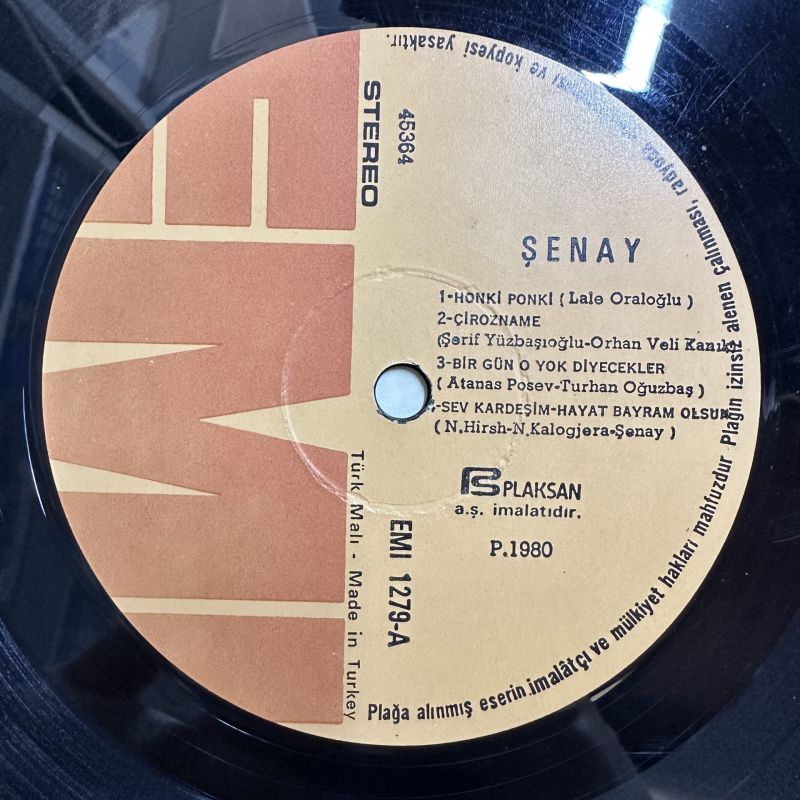 EMI
STEREO
45364
ŞENAY
1-HONKİ PONKİ (Lale Oraloğlu)
2-ÇİROZNAME
(Şerif Yüzbaşıoğlu-Orhan Veli Kanık)
3-BİR GÜN O YOK DİYECEKLER
(Atanas Posev-Turhan Oğuzbaş)
4-SEV KARDEŞİM-HAYAT BAYRAM OLSUN
(N.Hirsh-N.Kalogjera-Şenay)
PS PLAKSAN
a.ş. imalatıdır.
P.1980
EMI 1279-A
Türk Malı - Made in Turkey
Plağa alınmış eserin imalâtçı ve mülkiyet hakları mahfuzdur Plağın izinsiz alenen çalınması, radyoda ve kopyesi yasaktır.